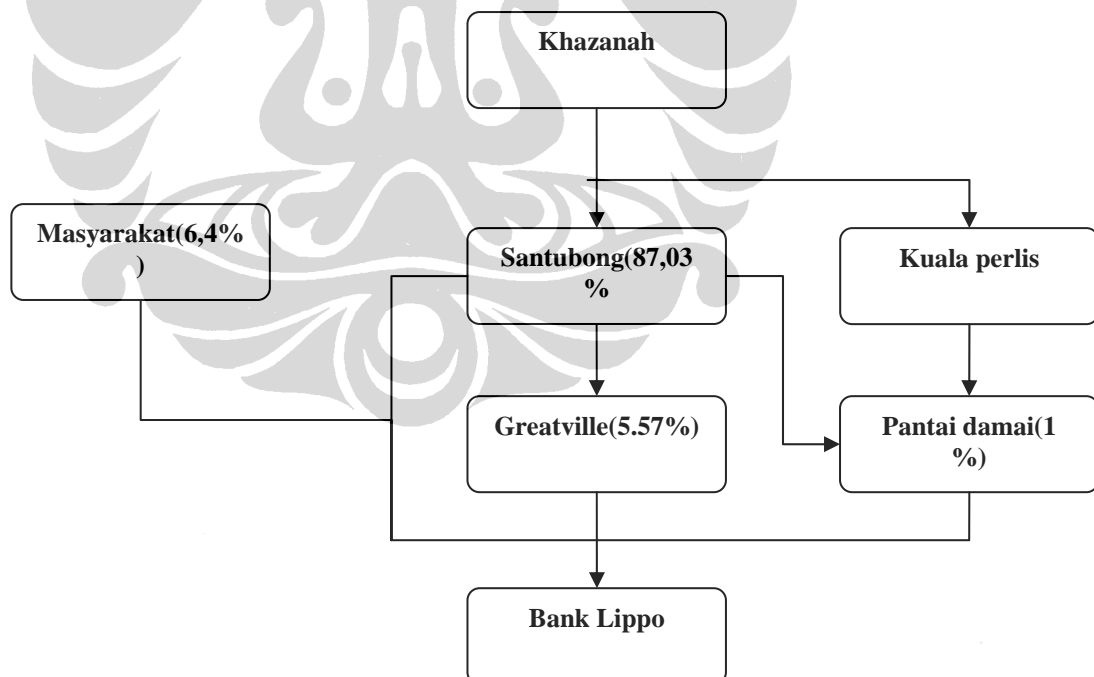 Khazanah
Masyarakat(6,4%
)
Santubong(87,03
%
Kuala perlis
Greatville(5.57%)
Pantai damai(1
%)
Bank Lippo